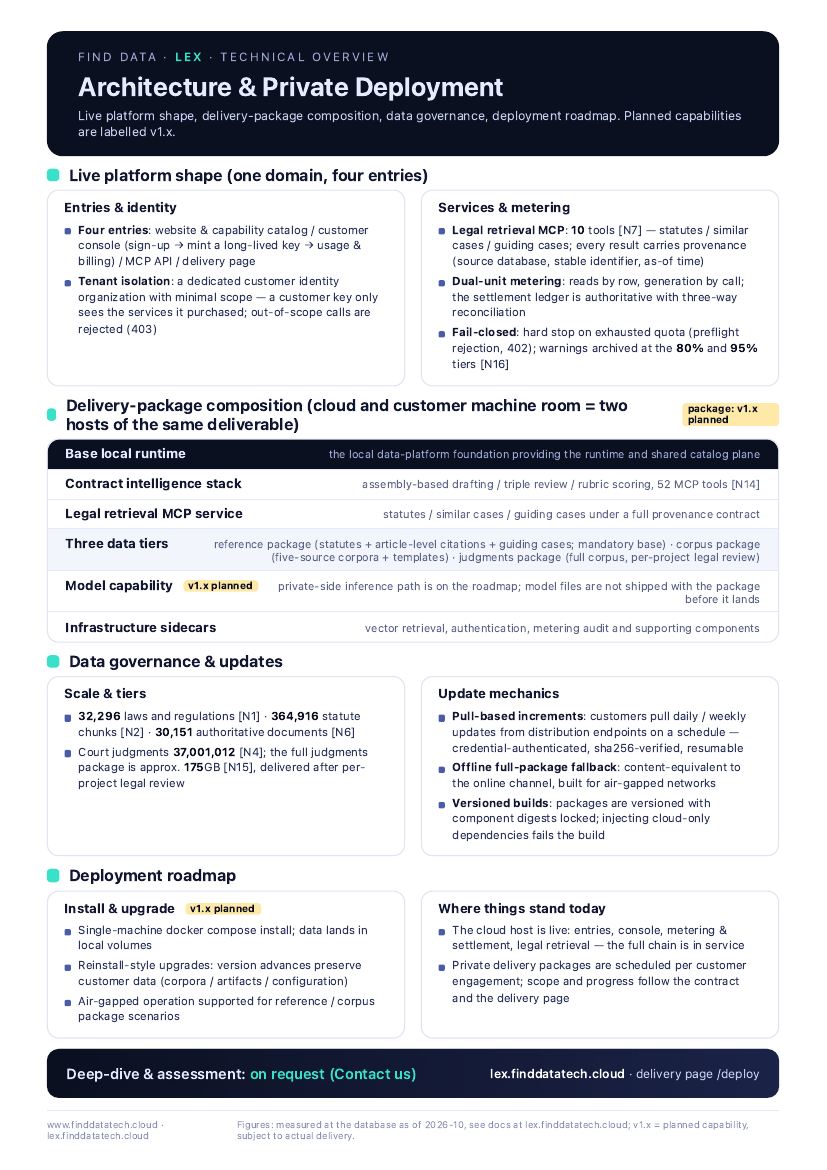 FIND DATA · LEX · TECHNICAL OVERVIEW
Architecture & Private Deployment
Live platform shape, delivery-package composition, data governance, deployment roadmap. Planned capabilities
are labelled v1.x.
Live platform shape (one domain, four entries)
Entries & identity
Four entries: website & capability catalog / customer
console (sign-up → mint a long-lived key → usage &
billing) / MCP API / delivery page
Tenant isolation: a dedicated customer identity
organization with minimal scope — a customer key only
sees the services it purchased; out-of-scope calls are
rejected (403)
Services & metering
Legal retrieval MCP: 10 tools [N7] — statutes / similar
cases / guiding cases; every result carries provenance
(source database, stable identifier, as-of time)
Dual-unit metering: reads by row, generation by call;
the settlement ledger is authoritative with three-way
reconciliation
Fail-closed: hard stop on exhausted quota (preflight
rejection, 402); warnings archived at the 80% and 95%
tiers [N16]
Delivery-package composition (cloud and customer machine room = two
hosts of the same deliverable)
package: v1.x
planned
Base local runtime
the local data-platform foundation providing the runtime and shared catalog plane
Contract intelligence stack
assembly-based drafting / triple review / rubric scoring, 52 MCP tools [N14]
Legal retrieval MCP service
statutes / similar cases / guiding cases under a full provenance contract
Three data tiers
reference package (statutes + article-level citations + guiding cases; mandatory base) · corpus package
(five-source corpora + templates) · judgments package (full corpus, per-project legal review)
Model capability v1.x planned
private-side inference path is on the roadmap; model files are not shipped with the package
before it lands
Infrastructure sidecars
vector retrieval, authentication, metering audit and supporting components
Data governance & updates
Scale & tiers
32,296 laws and regulations [N1] · 364,916 statute
chunks [N2] · 30,151 authoritative documents [N6]
Court judgments 37,001,012 [N4]; the full judgments
package is approx. 175GB [N15], delivered after per-
project legal review
Update mechanics
Pull-based increments: customers pull daily / weekly
updates from distribution endpoints on a schedule —
credential-authenticated, sha256-verified, resumable
Offline full-package fallback: content-equivalent to
the online channel, built for air-gapped networks
Versioned builds: packages are versioned with
component digests locked; injecting cloud-only
dependencies fails the build
Deployment roadmap
Install & upgrade v1.x planned
Single-machine docker compose install; data lands in
local volumes
Reinstall-style upgrades: version advances preserve
customer data (corpora / artifacts / configuration)
Air-gapped operation supported for reference / corpus
package scenarios
Where things stand today
The cloud host is live: entries, console, metering &
settlement, legal retrieval — the full chain is in service
Private delivery packages are scheduled per customer
engagement; scope and progress follow the contract
and the delivery page
Deep-dive & assessment: on request (Contact us)
lex.finddatatech.cloud · delivery page /deploy
www.finddatatech.cloud ·
lex.finddatatech.cloud
Figures: measured at the database as of 2026-10, see docs at lex.finddatatech.cloud; v1.x = planned capability,
subject to actual delivery.